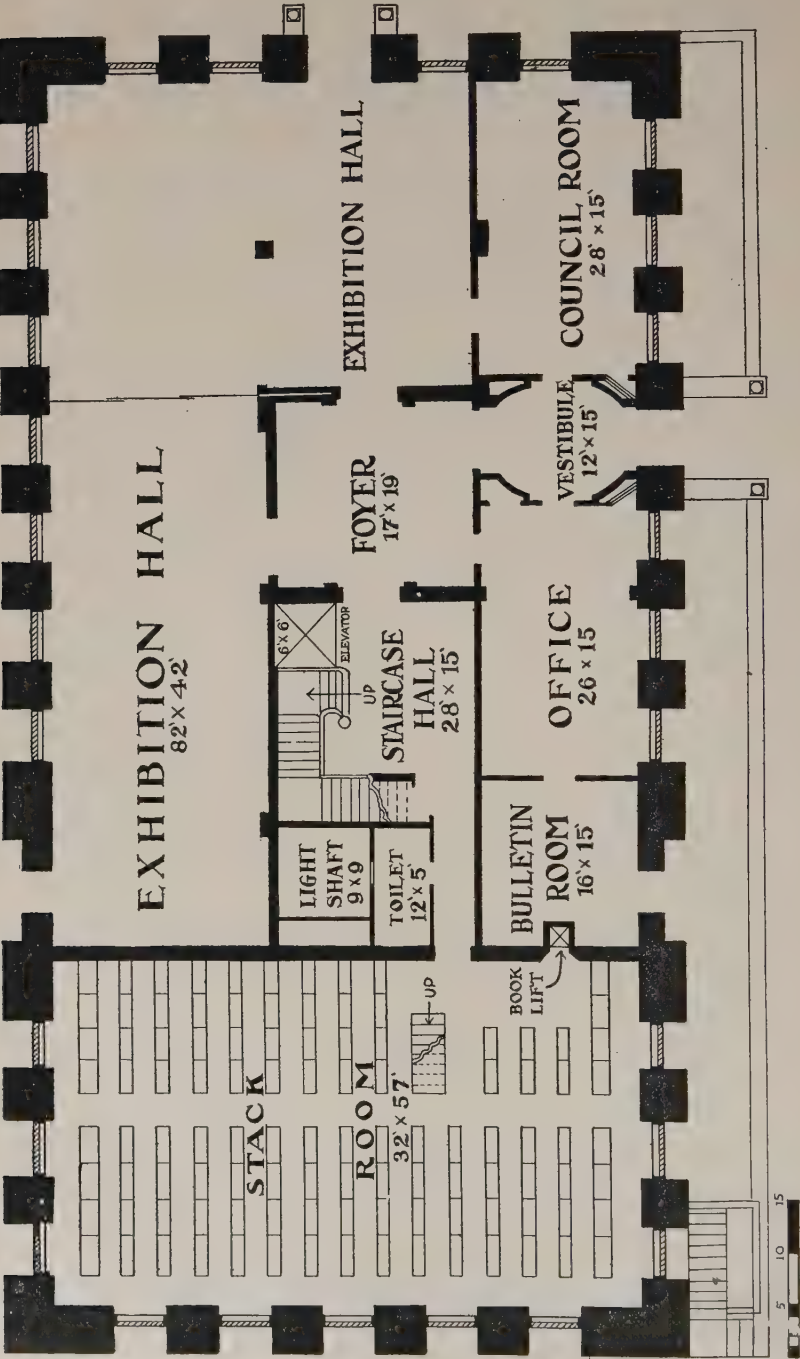 EXHIBITION HALL
82' × 42'
EXHIBITION HALL
COUNCIL ROOM
28' × 15'
VESTIBULE
12' × 15'
FOYER
17' × 19'
6' × 6'
ELEVATOR
UP
STAIRCASE
HALL
28' × 15'
OFFICE
26 × 15
LIGHT
SHAFT
9 × 9
TOILET
12' × 5'
BULLETIN
ROOM
16' × 15'
BOOK
LIFT
UP
STACK
ROOM
32' × 57'
5
10
15